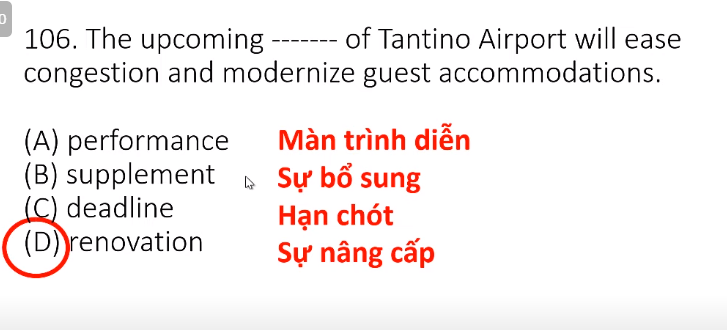 0
106. The upcoming ------- of Tantino Airport will ease
congestion and modernize guest accommodations.
(A) performance Màn trình diễn
(B) supplement Sự bổ sung
(C) deadline Hạn chót
(D) renovation Sự nâng cấp